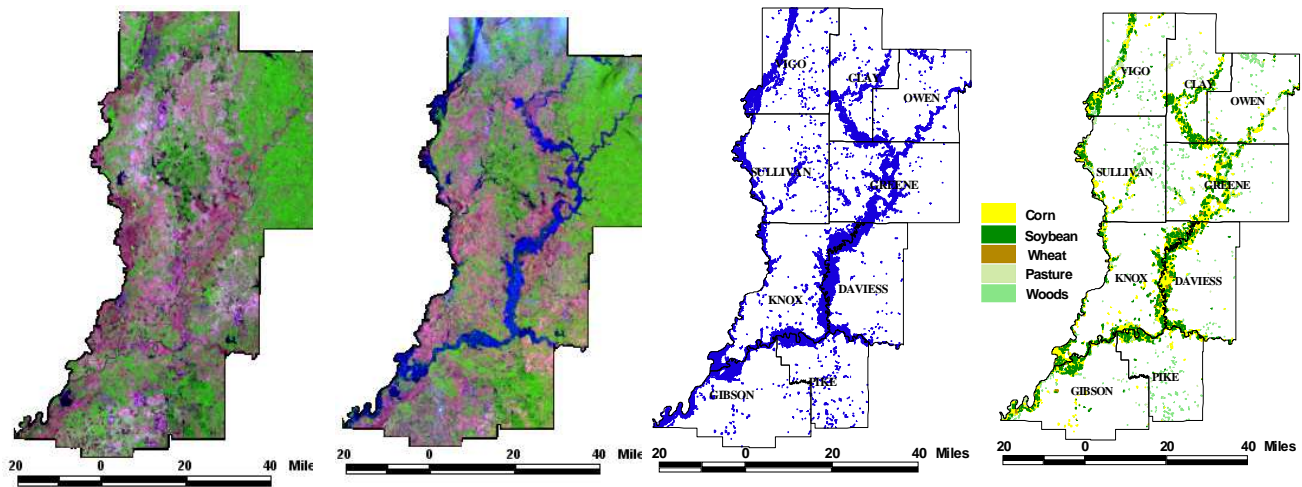 VIGO
CLAY
OWEN
SULLIVAN
GREENE
KNOX
DAVIESS
PIKE
GIBSON
VIGO
CLAY
OWEN
SULLIVAN
GREENE
Corn
Soybean
Wheat
Pasture
Woods
KNOX
DAVIESS
PIKE
GIBSON
20 0 20 40 Mile
20 0 20 40 Mile
20 0 20 40 Miles
20 0 20 40 Miles